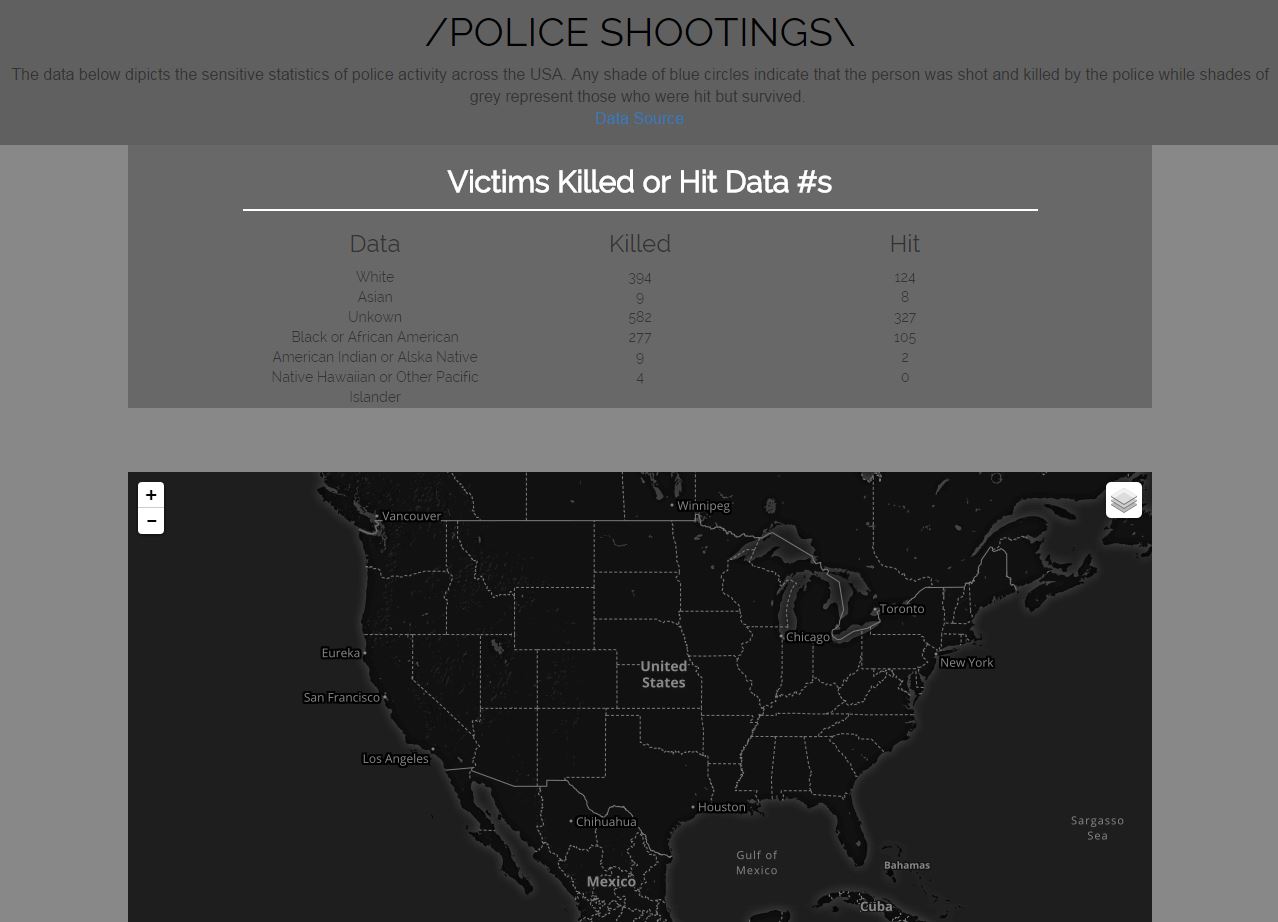 /POLICE SHOOTINGS\
The data below dipicts the sensitive statistics of police activity across the USA. Any shade of blue circles indicate that the person was shot and killed by the police while shades of
grey represent those who were hit but survived.
Data Source
Victims Killed or Hit Data #s
Data Killed Hit
White 394 124
Asian 9 8
Unkown 582 327
Black or African American 277 105
American Indian or Alska Native 9 2
Native Hawaiian or Other Pacific 4 0
Islander
+
−
Winnipeg
Vancouver
Toronto
Chicago
Eureka
New York
United
States
San Francisco
Los Angeles
Houston
Chihuahua
Sargasso
Sea
Gulf of
Mexico
Bahamas
Mexico
Cuba